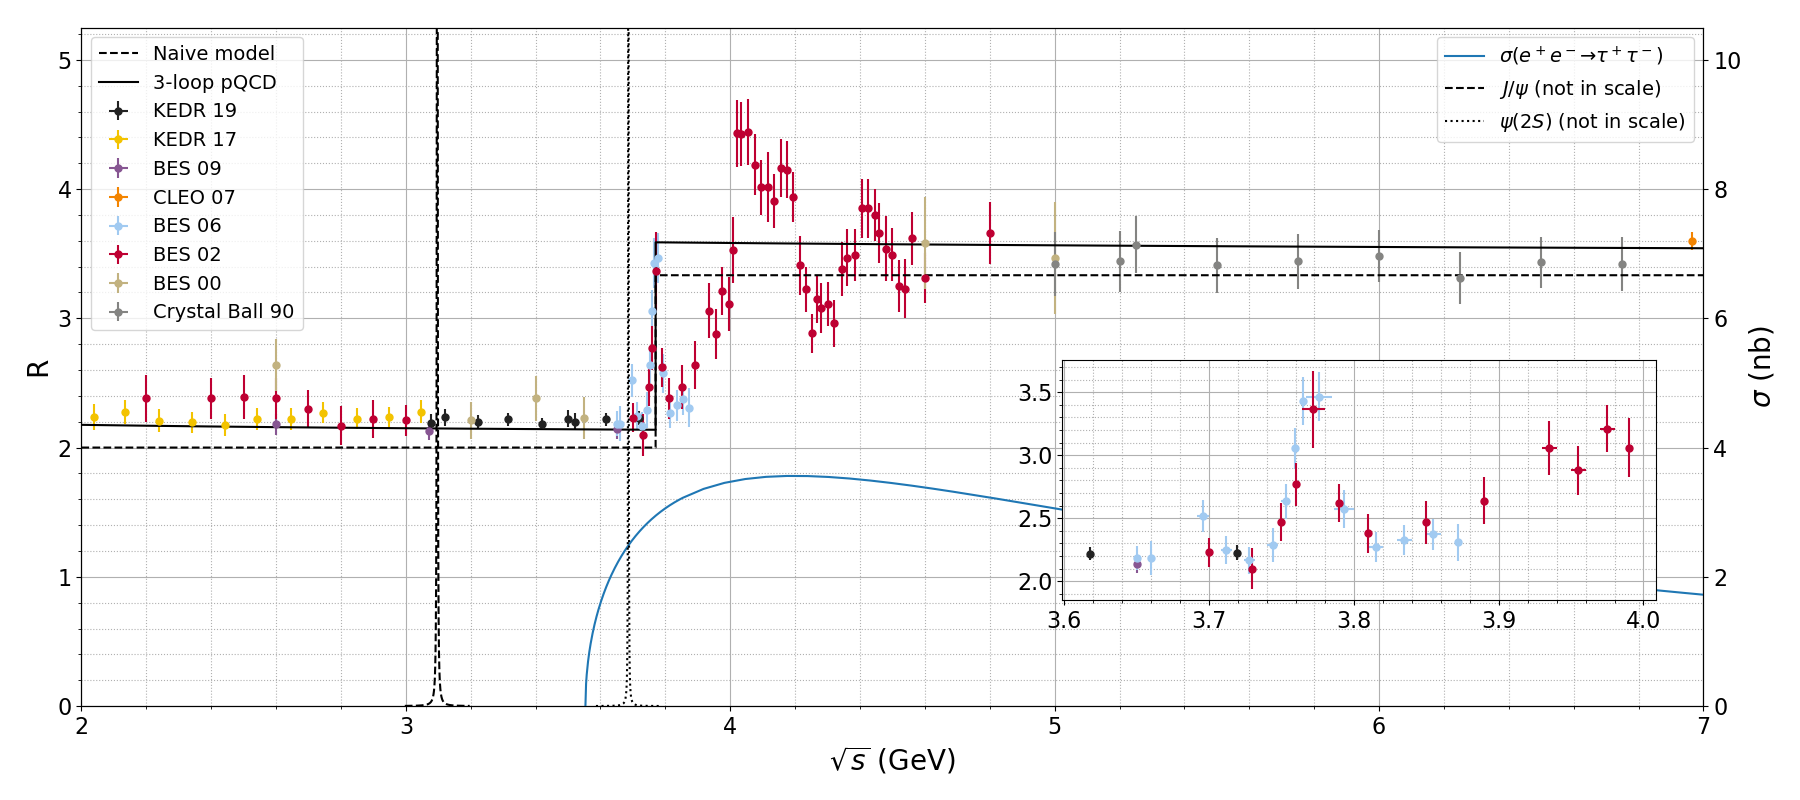 Naive model
3-loop pQCD
KEDR 19
KEDR 17
BES 09
CLEO 07
BES 06
BES 02
BES 00
Crystal Ball 90
σ(e⁺e⁻→τ⁺τ⁻)
J/ψ (not in scale)
ψ(2S) (not in scale)
R
5
4
3
2
1
0
σ (nb)
10
8
6
4
2
0
3.5
3.0
2.5
2.0
3.6 3.7 3.8 3.9 4.0
2 3 4 5 6 7
√s (GeV)